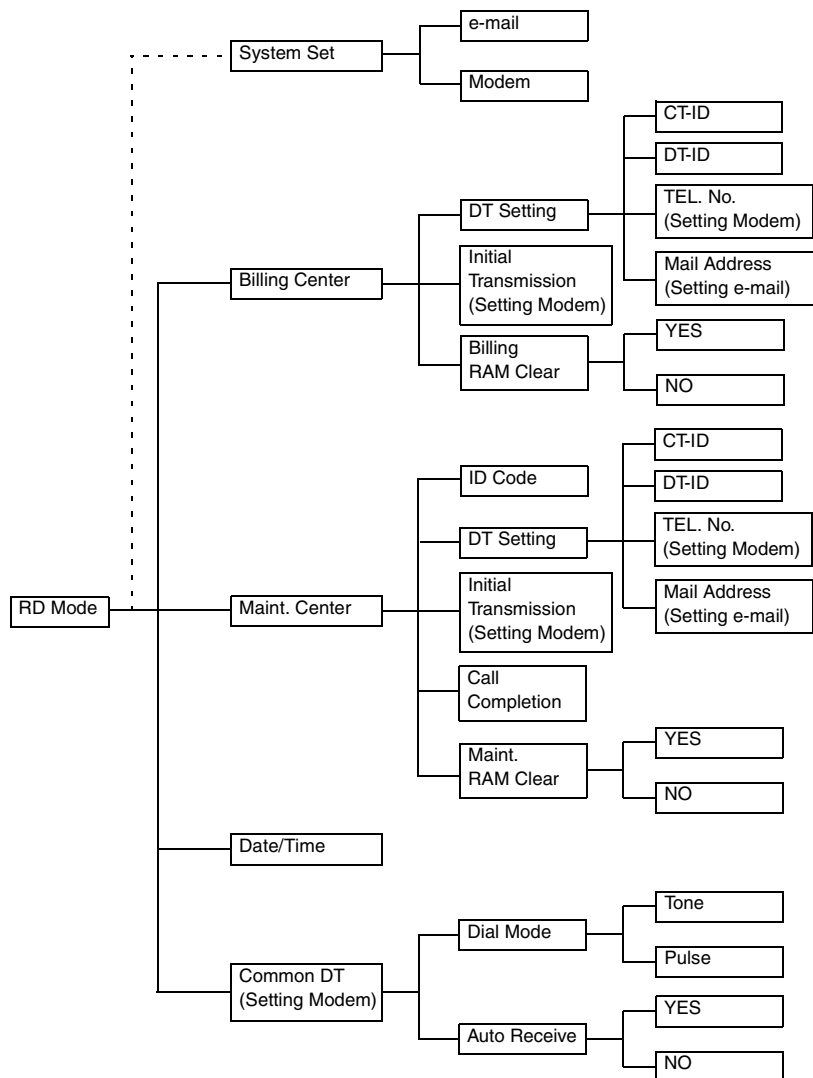 e-mail
System Set
Modem
CT-ID
DT-ID
DT Setting
TEL. No.
(Setting Modem)
Initial
Transmission
(Setting Modem)
Billing Center
Mail Address
(Setting e-mail)
Billing
RAM Clear
YES
NO
CT-ID
ID Code
DT-ID
DT Setting
TEL. No.
(Setting Modem)
Initial
Transmission
(Setting Modem)
RD Mode
Maint. Center
Mail Address
(Setting e-mail)
Call
Completion
Maint.
RAM Clear
YES
NO
Date/Time
Tone
Dial Mode
Pulse
Common DT
(Setting Modem)
YES
Auto Receive
NO